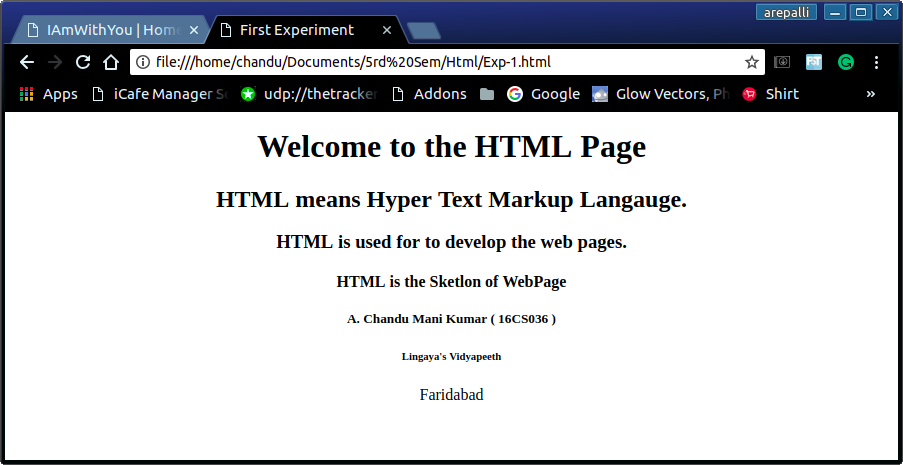 arepalli
IAmWithYou | Home
First Experiment
file:///home/chandu/Documents/5rd%20Sem/Html/Exp-1.html
Apps iCafe Manager Se udp://thetracker Addons Google Glow Vectors, Ph Shirt »
Welcome to the HTML Page
HTML means Hyper Text Markup Langauge.
HTML is used for to develop the web pages.
HTML is the Sketlon of WebPage
A. Chandu Mani Kumar ( 16CS036 )
Lingaya's Vidyapeeth
Faridabad